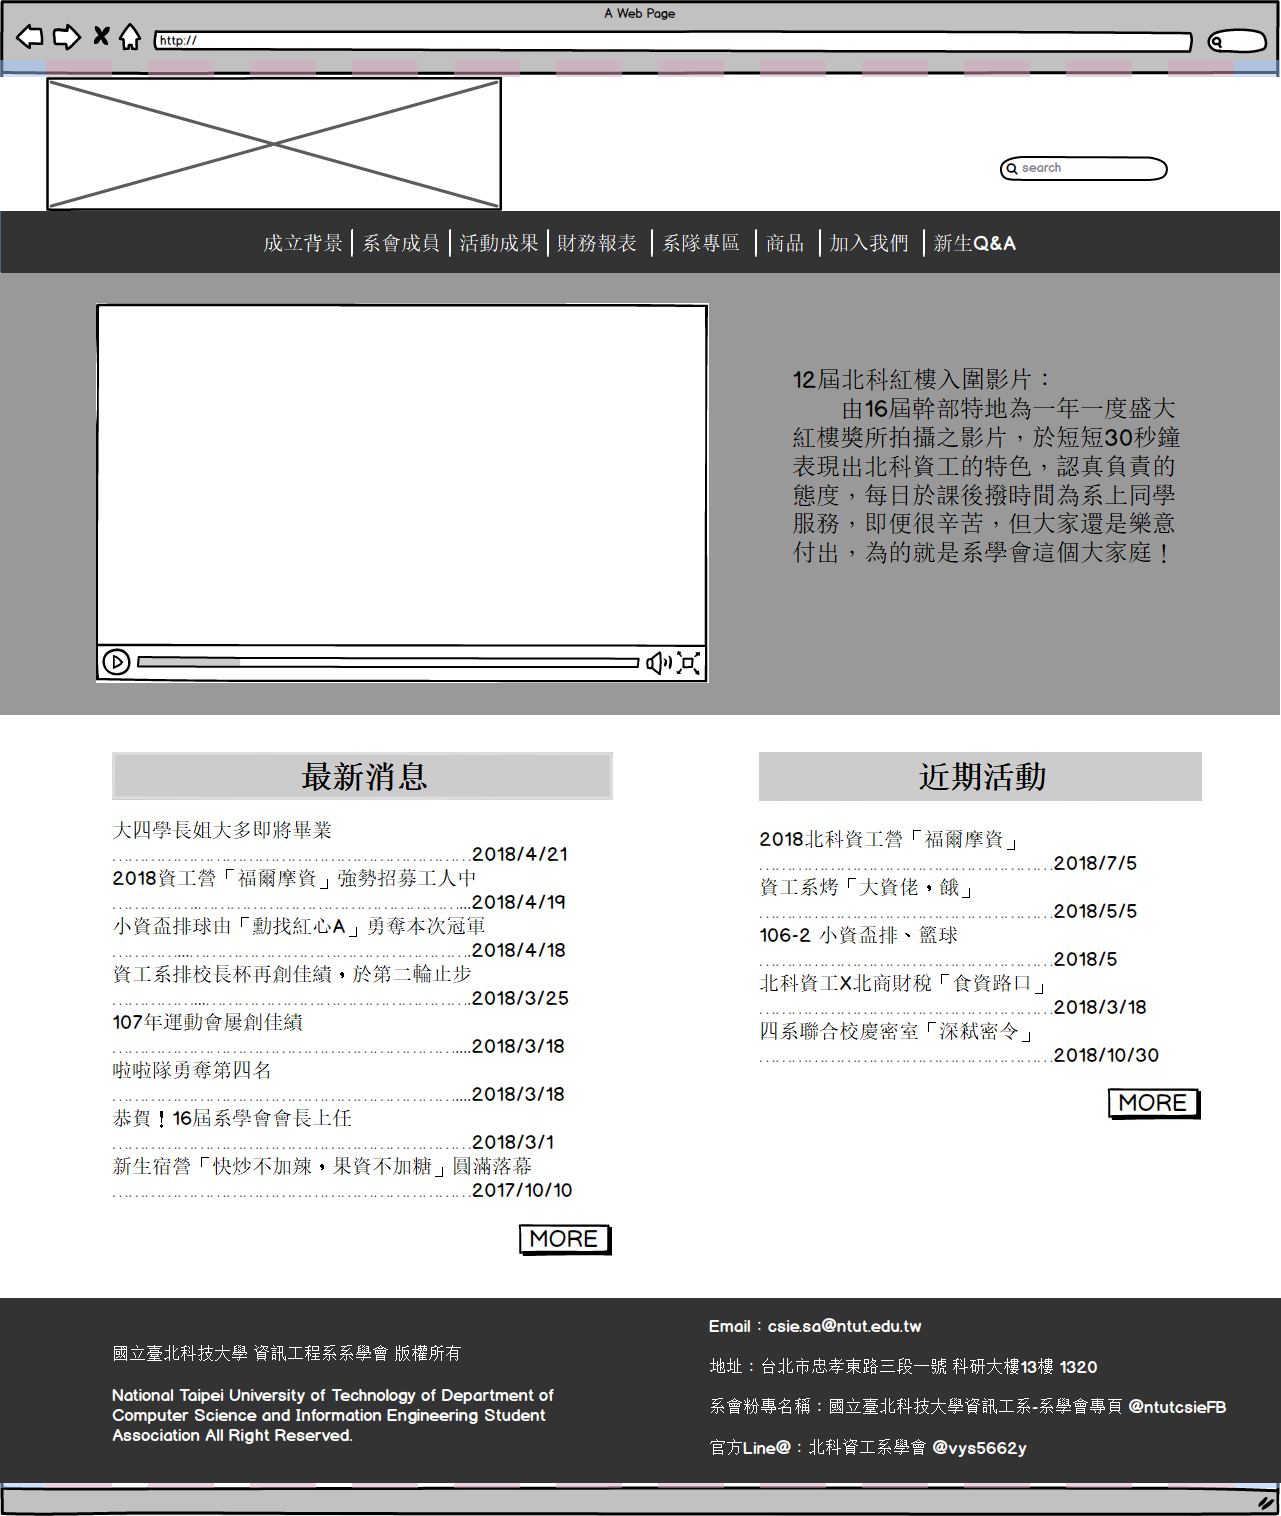 A Web Page
http://
search
成立背景 系會成員 活動成果 財務報表 系隊專區 商品 加入我們 新生Q&A
12屆北科紅樓入圍影片：
由16屆幹部特地為一年一度盛大
紅樓獎所拍攝之影片，於短短30秒鐘
表現出北科資工的特色，認真負責的
態度，每日於課後撥時間為系上同學
服務，即便很辛苦，但大家還是樂意
付出，為的就是系學會這個大家庭！
最新消息
大四學長姐大多即將畢業
……………………………………………………………2018/4/21
2018資工營「福爾摩資」強勢招募工人中
……………………………………………………………2018/4/19
小資盃排球由「勳找紅心A」勇奪本次冠軍
……………………………………………………………2018/4/18
資工系排校長杯再創佳績，於第二輪止步
……………………………………………………………2018/3/25
107年運動會屢創佳績
……………………………………………………………2018/3/18
啦啦隊勇奪第四名
……………………………………………………………2018/3/18
恭賀！16屆系學會會長上任
……………………………………………………………2018/3/1
新生宿營「快炒不加辣，果資不加糖」圓滿落幕
……………………………………………………………2017/10/10
MORE
近期活動
2018北科資工營「福爾摩資」
…………………………………………………2018/7/5
資工系烤「大資佬，餓」
…………………………………………………2018/5/5
106-2 小資盃排、籃球
…………………………………………………2018/5
北科資工X北商財稅「食資路口」
…………………………………………………2018/3/18
四系聯合校慶密室「深弒密令」
…………………………………………………2018/10/30
MORE
國立臺北科技大學 資訊工程系系學會 版權所有
National Taipei University of Technology of Department of
Computer Science and Information Engineering Student
Association All Right Reserved.
Email：csie.sa@ntut.edu.tw
地址：台北市忠孝東路三段一號 科研大樓13樓 1320
系會粉專名稱：國立臺北科技大學資訊工系-系學會專頁 @ntutcsieFB
官方Line@：北科資工系學會 @vys5662y